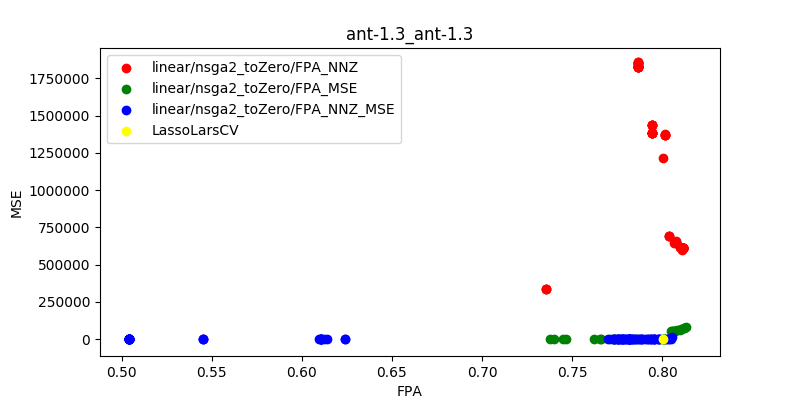 ant-1.3_ant-1.3
linear/nsga2_toZero/FPA_NNZ
linear/nsga2_toZero/FPA_MSE
linear/nsga2_toZero/FPA_NNZ_MSE
LassoLarsCV
MSE
1750000
1500000
1250000
1000000
750000
500000
250000
0
0.50 0.55 0.60 0.65 0.70 0.75 0.80
FPA